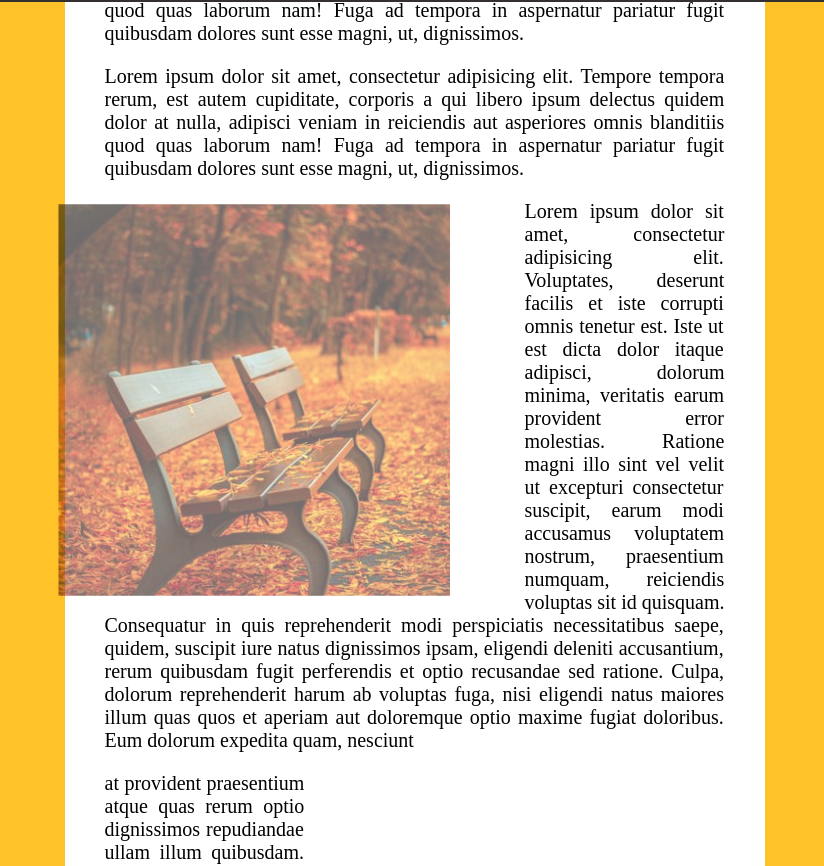 quod quas laborum nam! Fuga ad tempora in aspernatur pariatur fugit
quibusdam dolores sunt esse magni, ut, dignissimos.
Lorem ipsum dolor sit amet, consectetur adipisicing elit. Tempore tempora
rerum, est autem cupiditate, corporis a qui libero ipsum delectus quidem
dolor at nulla, adipisci veniam in reiciendis aut asperiores omnis blanditiis
quod quas laborum nam! Fuga ad tempora in aspernatur pariatur fugit
quibusdam dolores sunt esse magni, ut, dignissimos.
Lorem ipsum dolor sit
amet, consectetur
adipisicing elit.
Voluptates, deserunt
facilis et iste corrupti
omnis tenetur est. Iste ut
est dicta dolor itaque
adipisci, dolorum
minima, veritatis earum
provident error
molestias. Ratione
magni illo sint vel velit
ut excepturi consectetur
suscipit, earum modi
accusamus voluptatem
nostrum, praesentium
numquam, reiciendis
voluptas sit id quisquam.
Consequatur in quis reprehenderit modi perspiciatis necessitatibus saepe,
quidem, suscipit iure natus dignissimos ipsam, eligendi deleniti accusantium,
rerum quibusdam fugit perferendis et optio recusandae sed ratione. Culpa,
dolorum reprehenderit harum ab voluptas fuga, nisi eligendi natus maiores
illum quas quos et aperiam aut doloremque optio maxime fugiat doloribus.
Eum dolorum expedita quam, nesciunt
at provident praesentium
atque quas rerum optio
dignissimos repudiandae
ullam illum quibusdam.